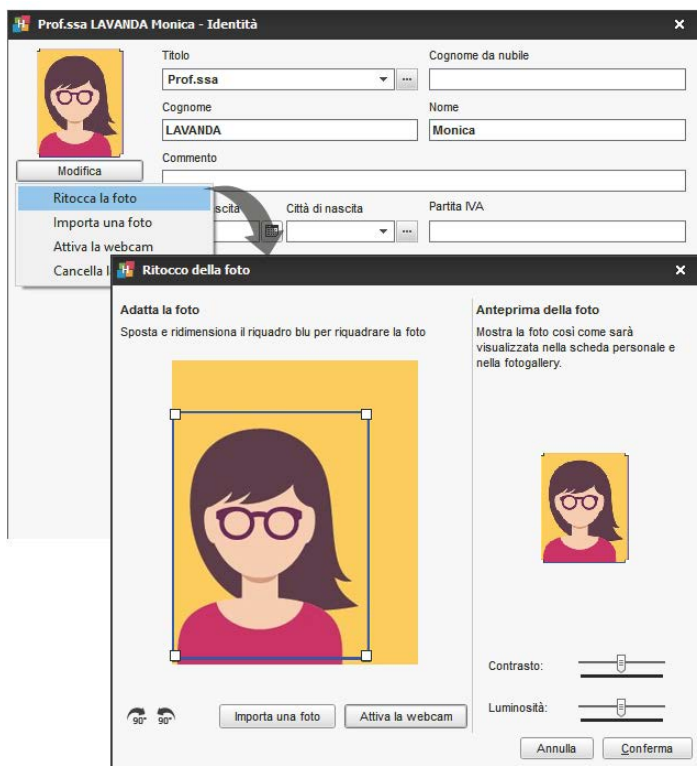 Prof.ssa LAVANDA Monica - Identità
Titolo
Cognome da nubile
Prof.ssa
Cognome
Nome
LAVANDA
Monica
Modifica
Commento
Ritocca la foto
Importa una foto
Attiva la webcam
Cancella
scita
Città di nascita
Partita IVA
Ritocco della foto
Adatta la foto
Sposta e ridimensiona il riquadro blu per riquadrare la foto
Anteprima della foto
Mostra la foto così come sarà
visualizzata nella scheda personale e
nella fotogallery.
Contrasto:
Luminosità:
90° 90°
Importa una foto
Attiva la webcam
Annulla
Conferma